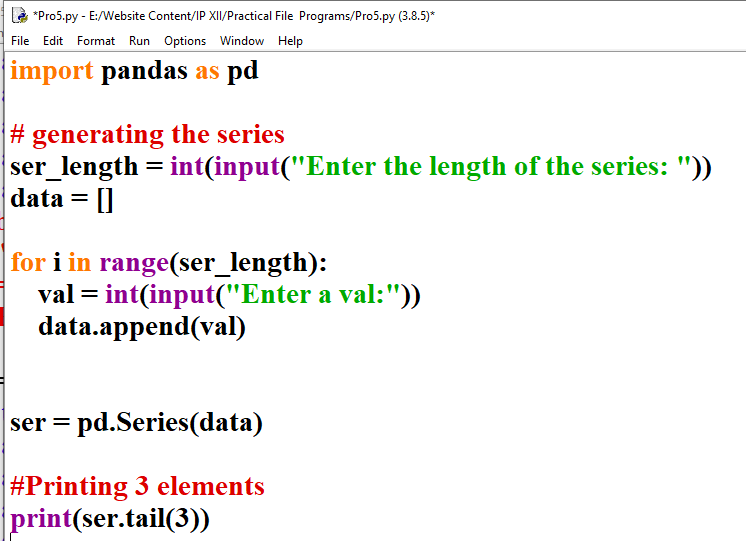 *Pro5.py - E:/Website Content/IP XII/Practical File  Programs/Pro5.py (3.8.5)*
File Edit Format Run Options Window Help
import pandas as pd
# generating the series
ser_length = int(input("Enter the length of the series: "))
data = []
for i in range(ser_length):
    val = int(input("Enter a val:"))
    data.append(val)
ser = pd.Series(data)
#Printing 3 elements
print(ser.tail(3))